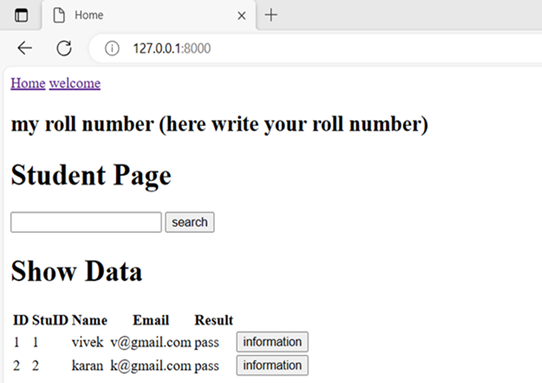 Home
127.0.0.1:8000
Home welcome
my roll number (here write your roll number)
Student Page
search
Show Data
ID StuID Name Email Result
1 1 vivek v@gmail.com pass information
2 2 karan k@gmail.com pass information